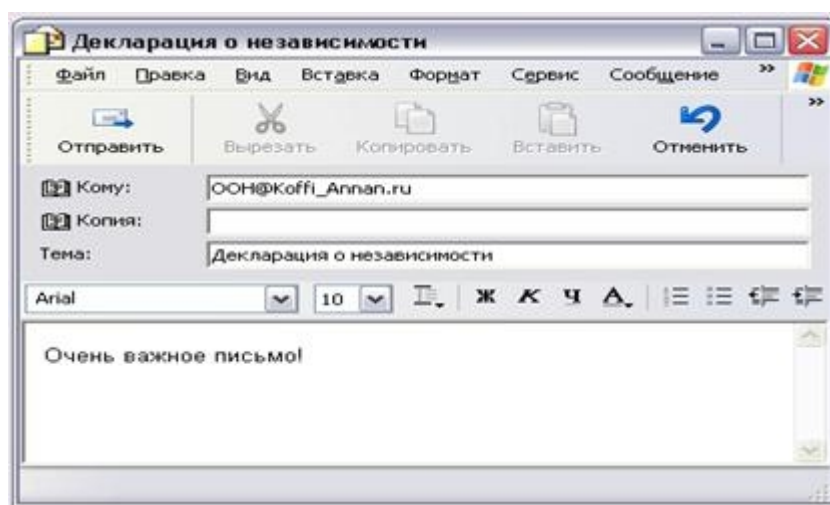 Декларация о независимости
Файл Правка Вид Вставка Формат Сервис Сообщение »
Отправить Вырезать Копировать Вставить Отменить »
Кому: OOH@Koffi_Annan.ru
Копия:
Тема: Декларация о независимости
Arial 10 Ж К Ч А
Очень важное письмо!